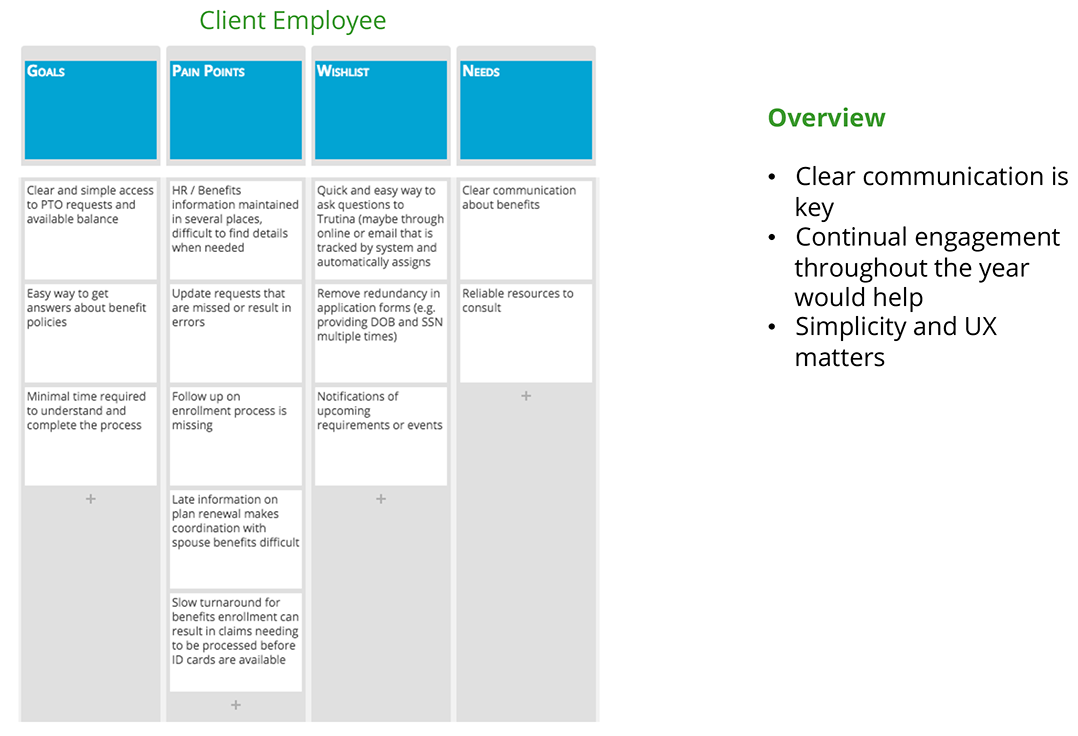 Client Employee
Goals
Clear and simple access
to PTO requests and
available balance
Easy way to get
answers about benefit
policies
Minimal time required
to understand and
complete the process
+
Pain Points
HR / Benefits
information maintained
in several places,
difficult to find details
when needed
Update requests that
are missed or result in
errors
Follow up on
enrollment process is
missing
Late information on
plan renewal makes
coordination with
spouse benefits difficult
Slow turnaround for
benefits enrollment can
result in claims needing
to be processed before
ID cards are available
+
Wishlist
Quick and easy way to
ask questions to
Trutina (maybe through
online or email that is
tracked by system and
automatically assigns
Remove redundancy in
application forms (e.g.
providing DOB and SSN
multiple times)
Notifications of
upcoming
requirements or events
+
Needs
Clear communication
about benefits
Reliable resources to
consult
+
Overview
• Clear communication is
key
• Continual engagement
throughout the year
would help
• Simplicity and UX
matters